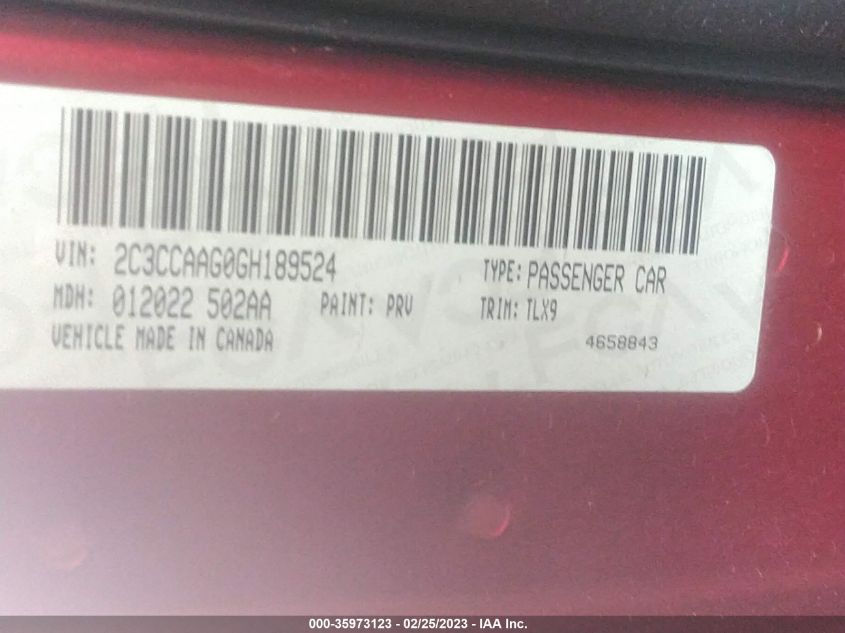 VIN: 2C3CCAAG0GH189524 TYPE: PASSENGER CAR
MDH: 012022 502AA PAINT: PRV TRIM: TLX9
VEHICLE MADE IN CANADA 4658843
000-35973123 - 02/25/2023 - IAA Inc.